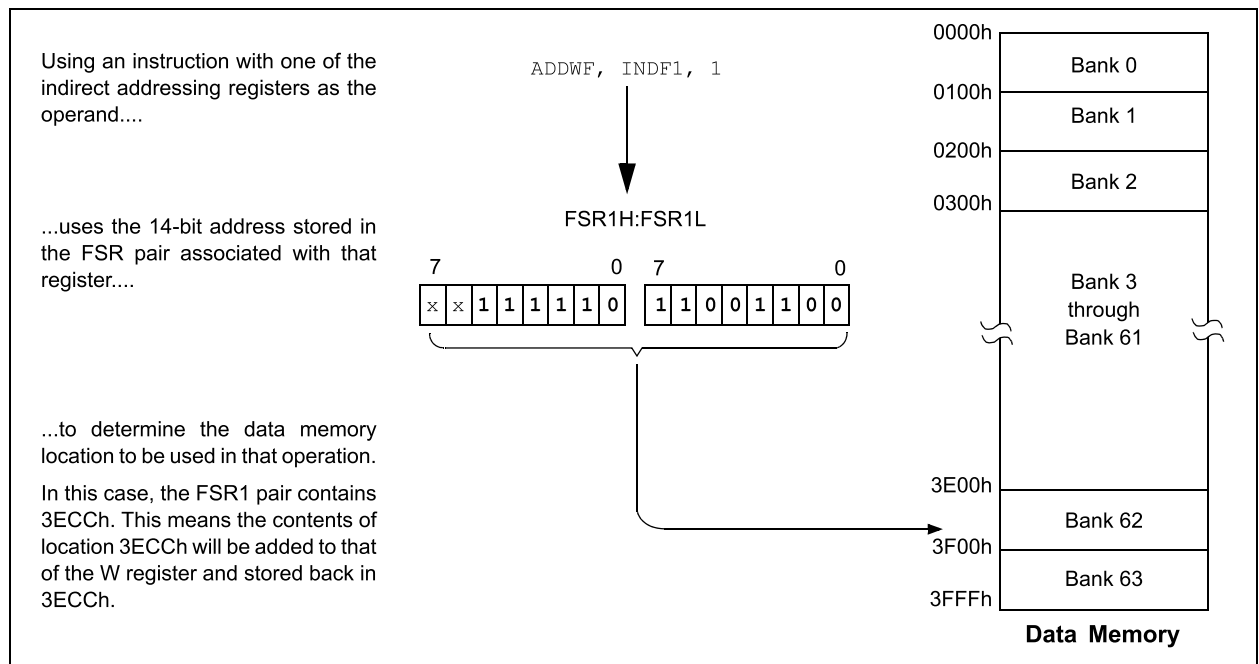 Using an instruction with one of the
indirect addressing registers as the
operand....
ADDWF, INDF1, 1
...uses the 14-bit address stored in
the FSR pair associated with that
register....
FSR1H:FSR1L
7 0 7 0
x x 1 1 1 1 1 0 1 1 0 0 1 1 0 0
...to determine the data memory
location to be used in that operation.
In this case, the FSR1 pair contains
3ECCh. This means the contents of
location 3ECCh will be added to that
of the W register and stored back in
3ECCh.
0000h
Bank 0
0100h
Bank 1
0200h
Bank 2
0300h
Bank 3
through
Bank 61
3E00h
Bank 62
3F00h
Bank 63
3FFFh
Data Memory